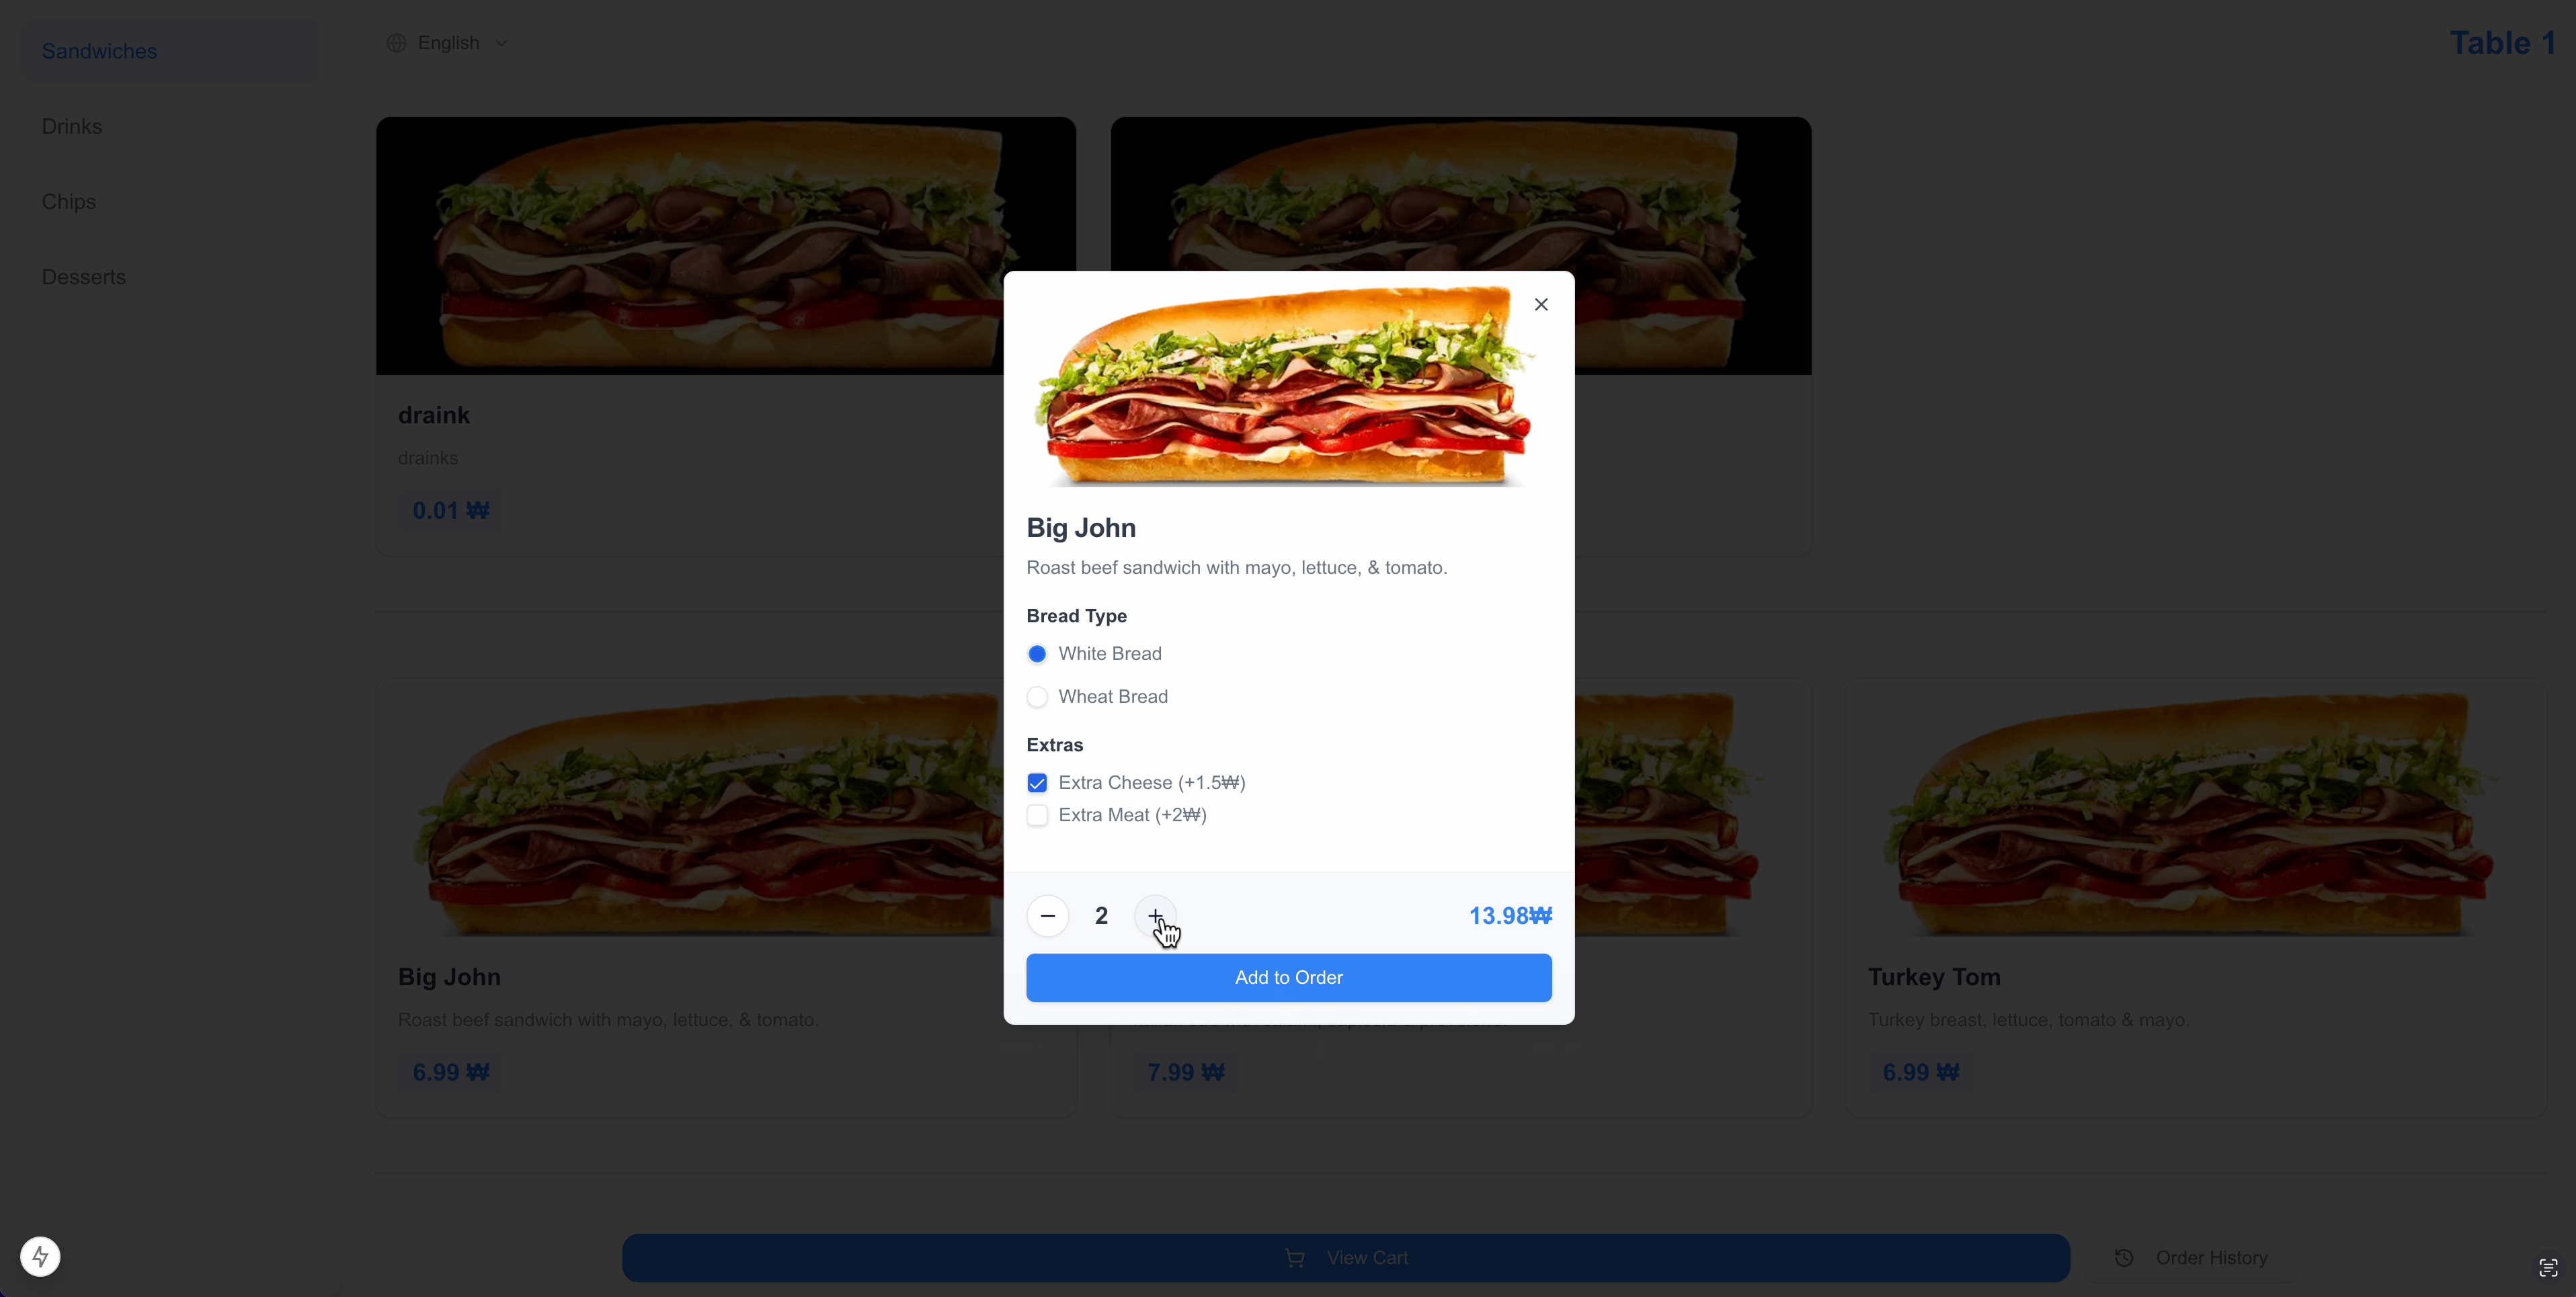 Sandwiches
Drinks
Chips
Desserts
English
Table 1
draink
drainks
0.01 ₩
Big John
Roast beef sandwich with mayo, lettuce, & tomato.
6.99 ₩
7.99 ₩
Turkey Tom
Turkey breast, lettuce, tomato & mayo.
6.99 ₩
Big John
Roast beef sandwich with mayo, lettuce, & tomato.
Bread Type
White Bread
Wheat Bread
Extras
Extra Cheese (+1.5₩)
Extra Meat (+2₩)
2
13.98₩
Add to Order
View Cart
Order History